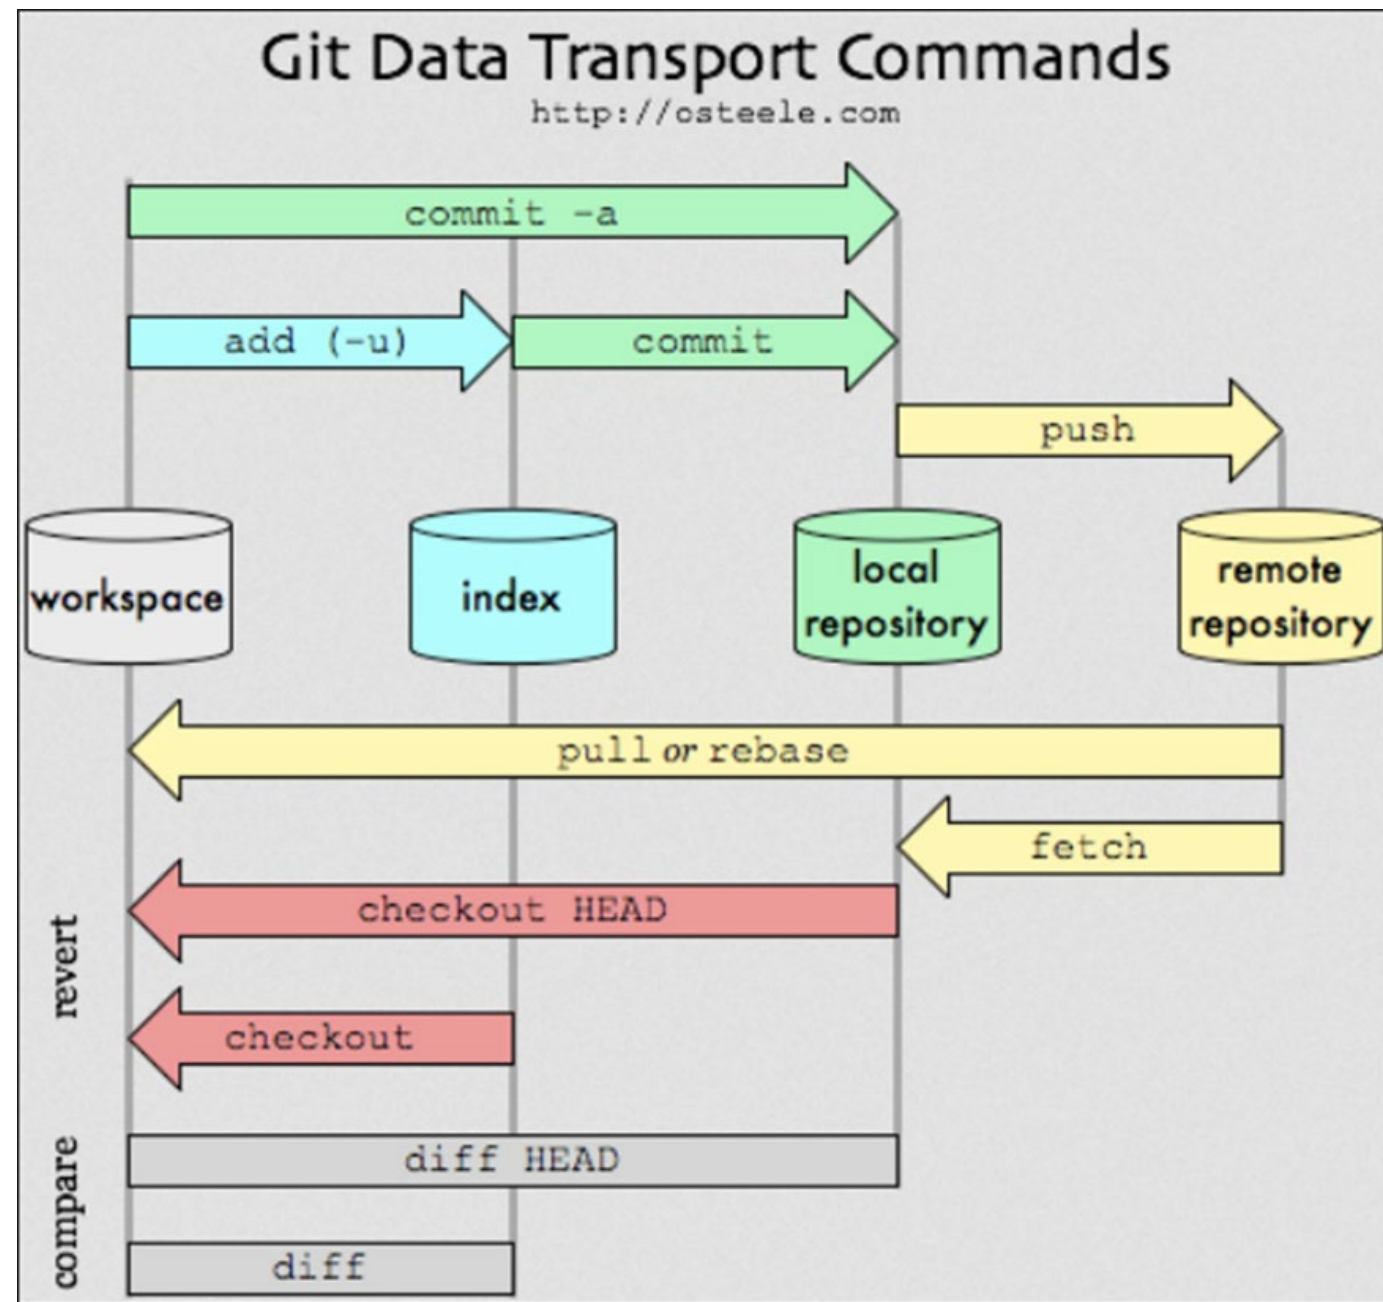 Git Data Transport Commands
http://osteele.com
commit -a
add (-u)
commit
push
workspace
index
local
repository
remote
repository
pull or rebase
fetch
revert
checkout HEAD
checkout
compare
diff HEAD
diff